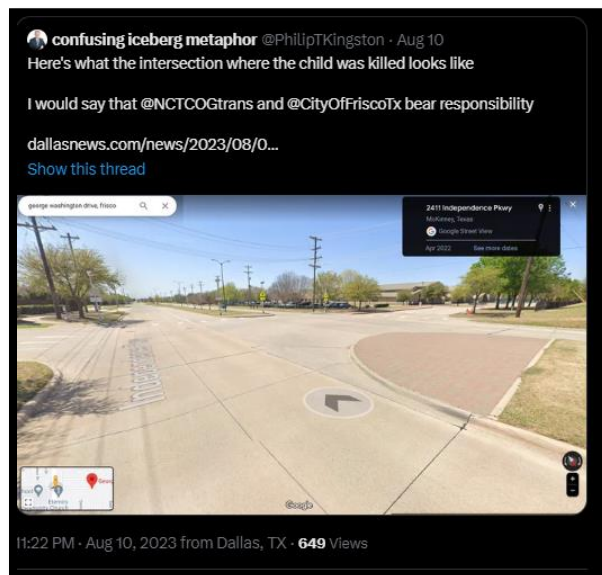 confusing iceberg metaphor @PhilipTKingston · Aug 10
Here's what the intersection where the child was killed looks like
I would say that @NCTCOGtrans and @CityOfFriscoTx bear responsibility
dallasnews.com/news/2023/08/0...
Show this thread
george washington drive, frisco
2411 Independence Pkwy
McKinney, Texas
Google Street View
Apr 2022 See more dates
Google
11:22 PM · Aug 10, 2023 from Dallas, TX · 649 Views